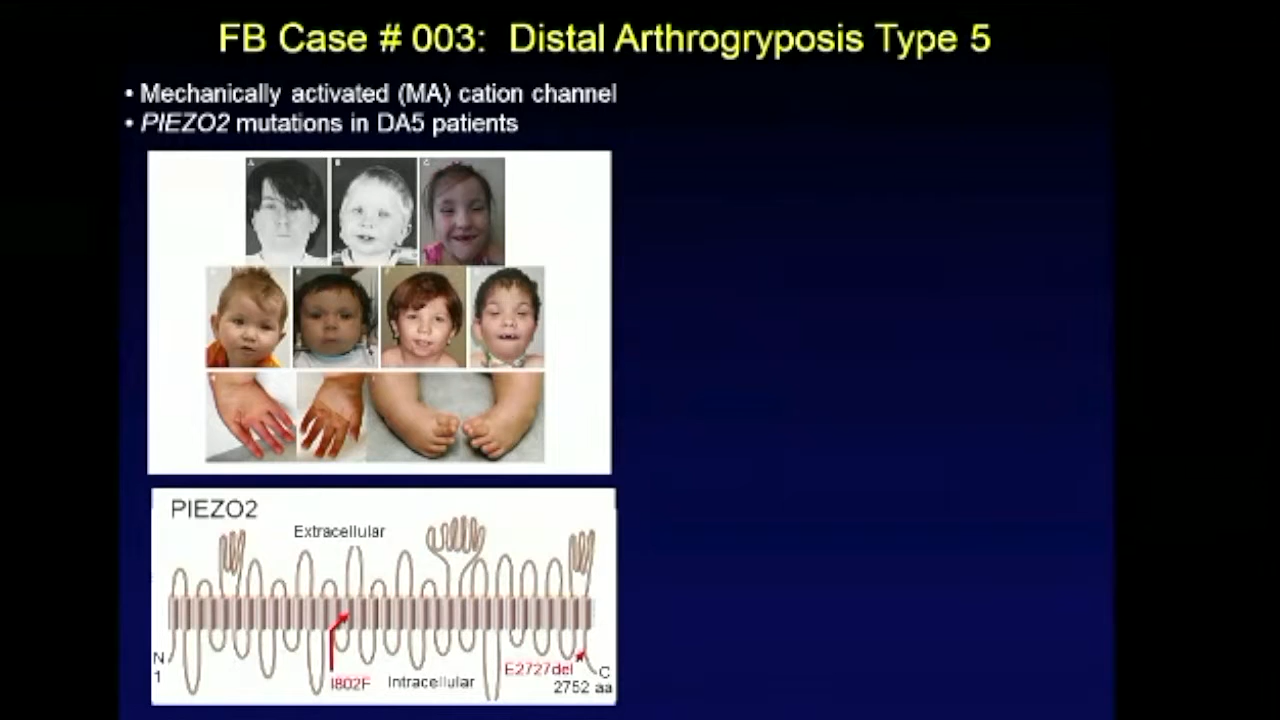 FB Case # 003: Distal Arthrogryposis Type 5
• Mechanically activated (MA) cation channel
• PIEZO2 mutations in DA5 patients
A B C
E
PIEZO2
Extracellular
N
1
I802F
Intracellular
E2727del
C
2752 aa